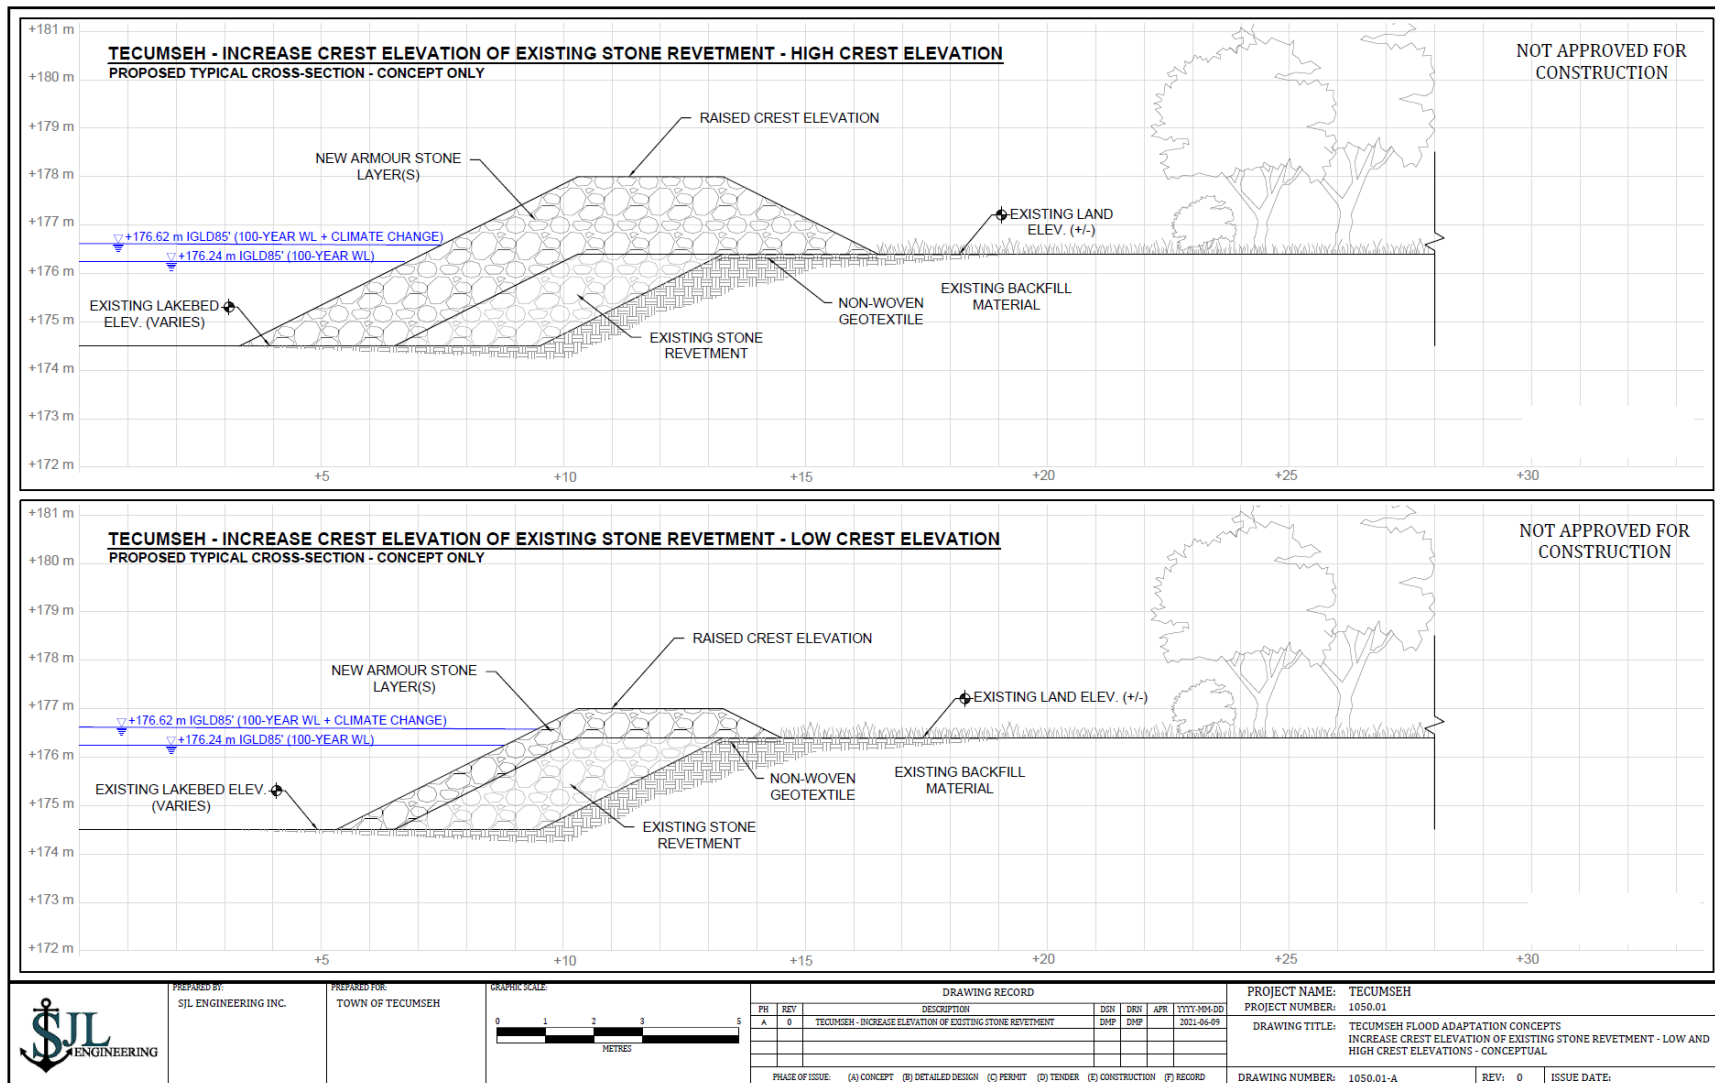 +181 m
TECUMSEH - INCREASE CREST ELEVATION OF EXISTING STONE REVETMENT - HIGH CREST ELEVATION
PROPOSED TYPICAL CROSS-SECTION - CONCEPT ONLY
NOT APPROVED FOR
CONSTRUCTION
+180 m
+179 m
RAISED CREST ELEVATION
NEW ARMOUR STONE
LAYER(S)
+178 m
EXISTING LAND
ELEV. (+/-)
+177 m
+176.62 m IGLD85' (100-YEAR WL + CLIMATE CHANGE)
+176.24 m IGLD85' (100-YEAR WL)
+176 m
EXISTING LAKEBED
ELEV. (VARIES)
NON-WOVEN
GEOTEXTILE
EXISTING BACKFILL
MATERIAL
+175 m
EXISTING STONE
REVETMENT
+174 m
+173 m
+172 m
+5
+10
+15
+20
+25
+30
+181 m
TECUMSEH - INCREASE CREST ELEVATION OF EXISTING STONE REVETMENT - LOW CREST ELEVATION
PROPOSED TYPICAL CROSS-SECTION - CONCEPT ONLY
NOT APPROVED FOR
CONSTRUCTION
+180 m
+179 m
RAISED CREST ELEVATION
+178 m
NEW ARMOUR STONE
LAYER(S)
EXISTING LAND ELEV. (+/-)
+177 m
+176.62 m IGLD85' (100-YEAR WL + CLIMATE CHANGE)
+176.24 m IGLD85' (100-YEAR WL)
+176 m
EXISTING LAKEBED ELEV.
(VARIES)
NON-WOVEN
GEOTEXTILE
EXISTING BACKFILL
MATERIAL
+175 m
EXISTING STONE
REVETMENT
+174 m
+173 m
+172 m
+5
+10
+15
+20
+25
+30
SJL
ENGINEERING
PREPARED BY:
SJL ENGINEERING INC.
PREPARED FOR:
TOWN OF TECUMSEH
GRAPHIC SCALE:
0 1 2 3 5
METRES
DRAWING RECORD
PH REV DESCRIPTION DSN DRN APR YYYY-MM-DD
A 0 TECUMSEH - INCREASE ELEVATION OF EXISTING STONE REVETMENT DMP DMP 2021-06-09
PHASE OF ISSUE: (A) CONCEPT (B) DETAILED DESIGN (C) PERMIT (D) TENDER (E) CONSTRUCTION (F) RECORD
PROJECT NAME: TECUMSEH
PROJECT NUMBER: 1050.01
DRAWING TITLE: TECUMSEH FLOOD ADAPTATION CONCEPTS
INCREASE CREST ELEVATION OF EXISTING STONE REVETMENT - LOW AND
HIGH CREST ELEVATIONS - CONCEPTUAL
DRAWING NUMBER: 1050.01-A
REV: 0
ISSUE DATE: